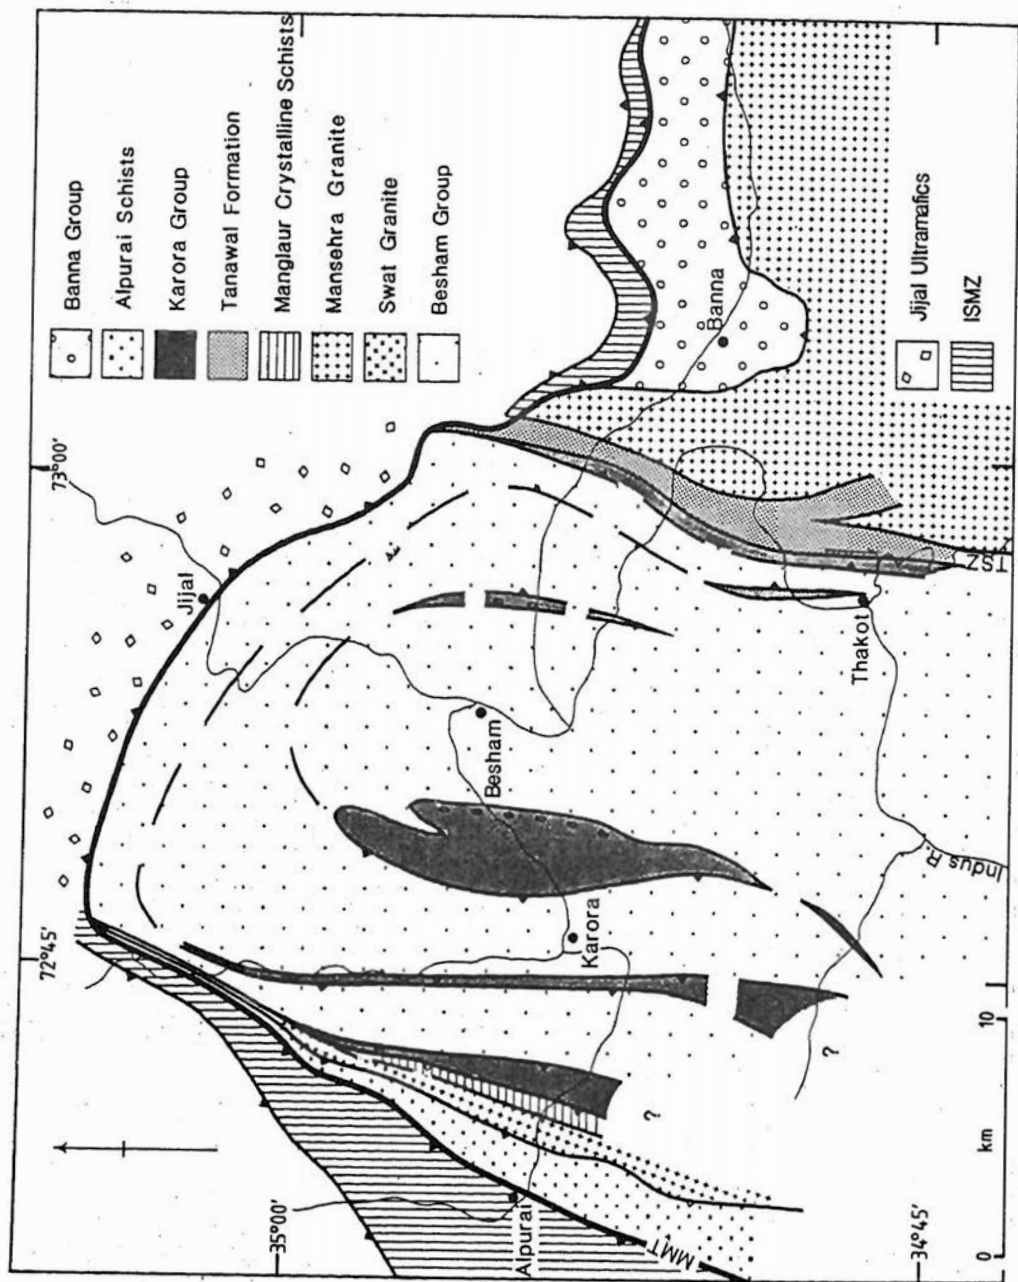 Banna Group
Alpurai Schists
Karora Group
Tanawal Formation
Manglaur Crystalline Schists
Mansehra Granite
Swat Granite
Besham Group
Jijal Ultramafics
ISMZ
73°00'
72°45'
35°00'
34°45'
Jijal
Banna
Besham
Thakot
Karora
Alpurai
TSZ
Indus R.
MMT
?
?
0 10
km